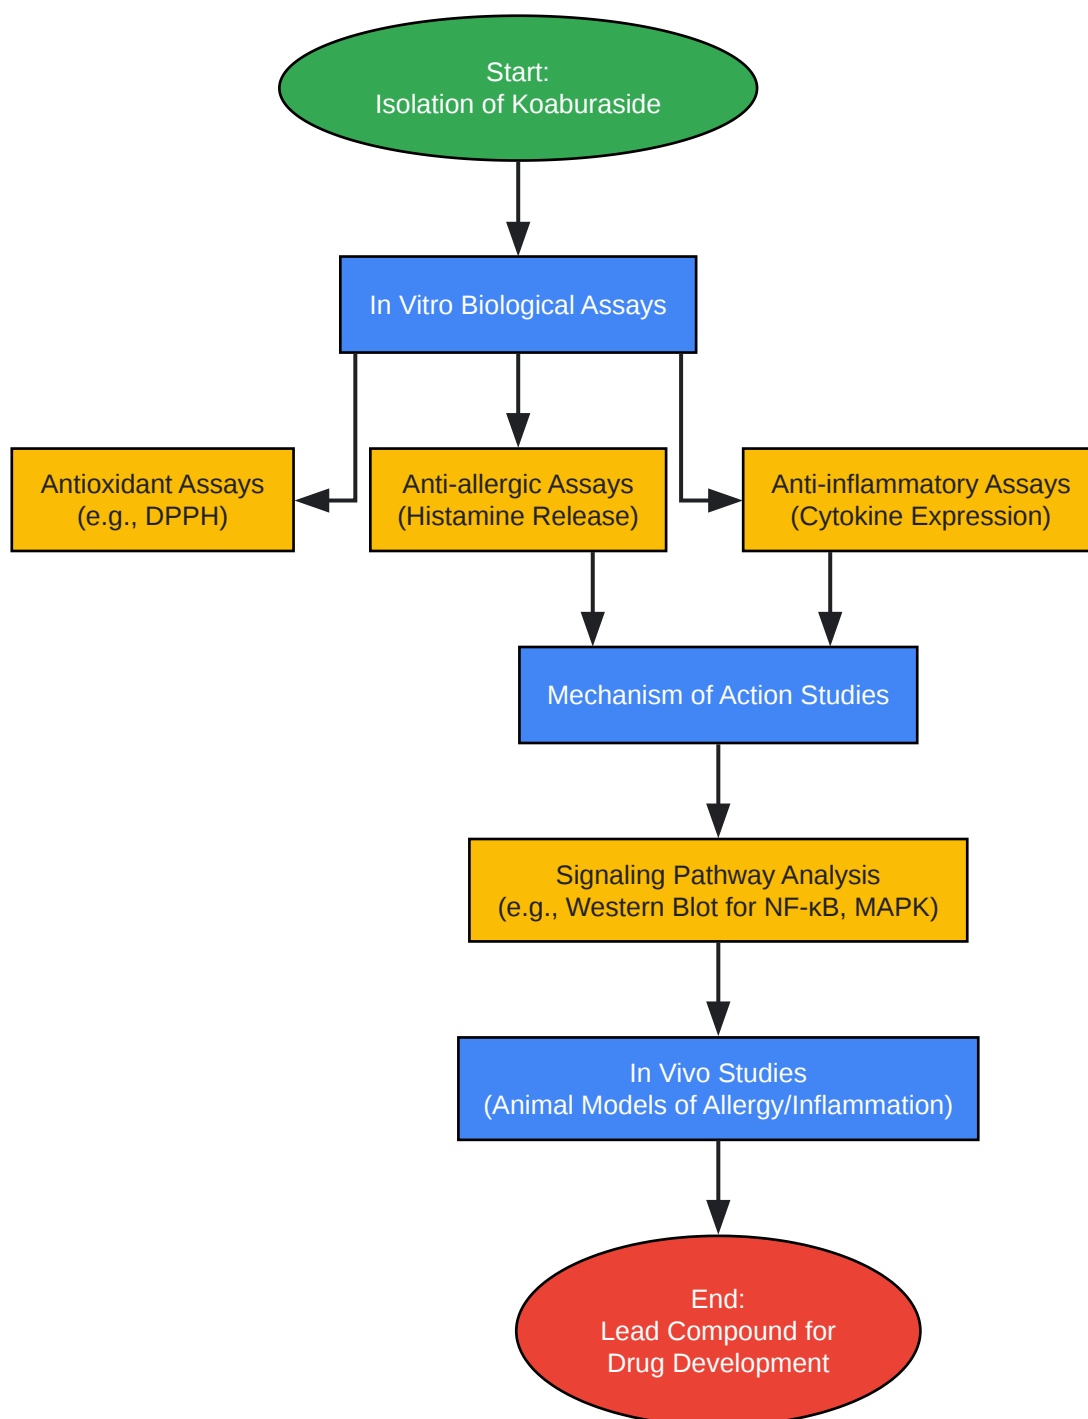 Start:
Isolation of Koaburaside
In Vitro Biological Assays
Antioxidant Assays
(e.g., DPPH)
Anti-allergic Assays
(Histamine Release)
Anti-inflammatory Assays
(Cytokine Expression)
Mechanism of Action Studies
Signaling Pathway Analysis
(e.g., Western Blot for NF-κB, MAPK)
In Vivo Studies
(Animal Models of Allergy/Inflammation)
End:
Lead Compound for
Drug Development